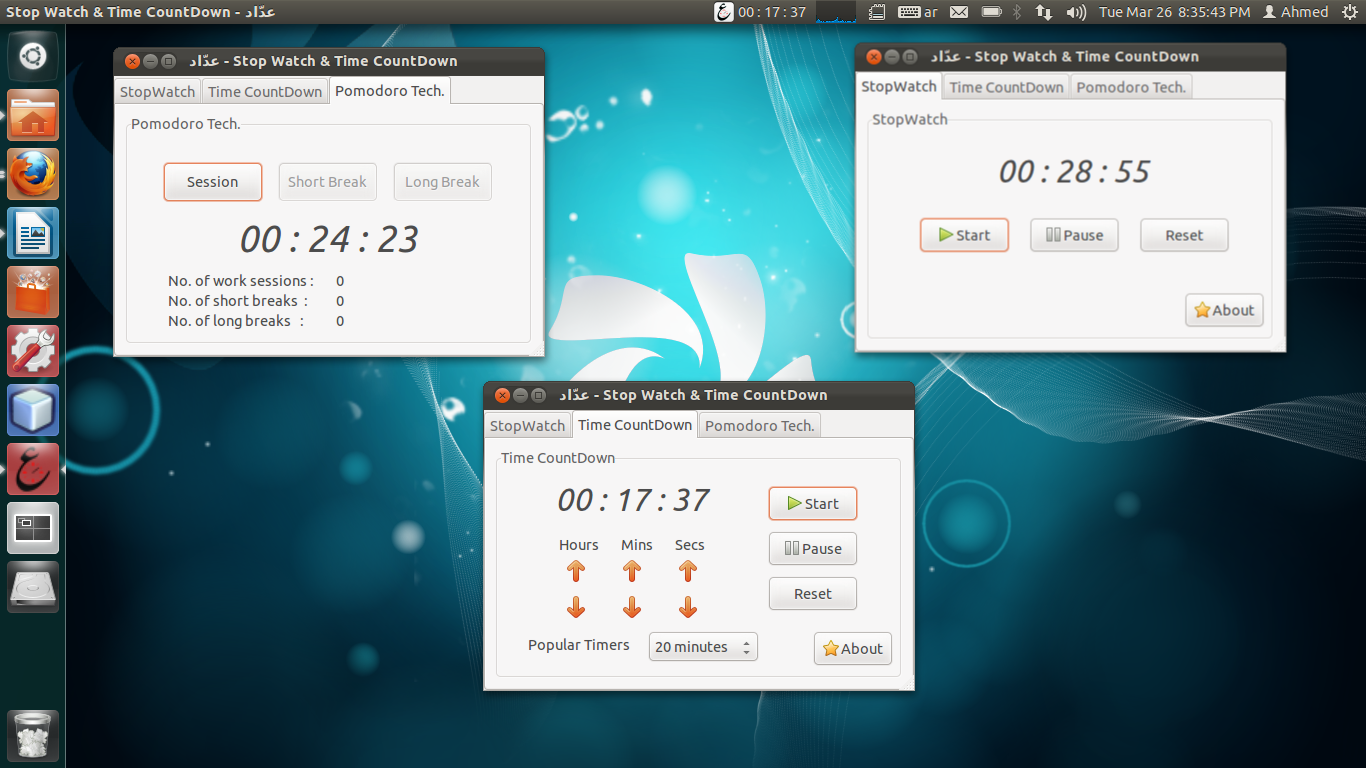 Stop Watch & Time CountDown - عدّاد
00 : 17 : 37
ar
Tue Mar 26 8:35:43 PM
Ahmed
عدّاد - Stop Watch & Time CountDown
StopWatch
Time CountDown
Pomodoro Tech.
Pomodoro Tech.
Session
Short Break
Long Break
00 : 24 : 23
No. of work sessions : 0
No. of short breaks : 0
No. of long breaks : 0
عدّاد - Stop Watch & Time CountDown
StopWatch
Time CountDown
Pomodoro Tech.
StopWatch
00 : 28 : 55
Start
Pause
Reset
About
عدّاد - Stop Watch & Time CountDown
StopWatch
Time CountDown
Pomodoro Tech.
Time CountDown
00 : 17 : 37
Start
Hours Mins Secs
Pause
Reset
Popular Timers
20 minutes
About
ع
ع